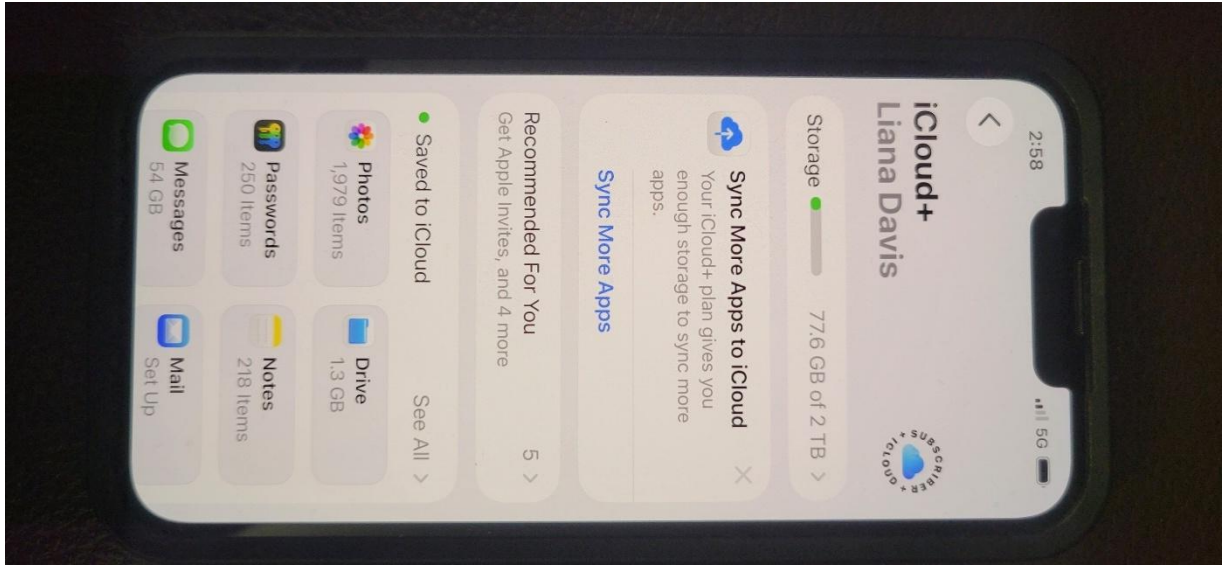 2:58
5G
iCloud+
Liana Davis
SUBSCRIBER + ICLOUD +
Storage
77.6 GB of 2 TB
Sync More Apps to iCloud
Your iCloud+ plan gives you
enough storage to sync more
apps.
Sync More Apps
Recommended For You
5
Get Apple Invites, and 4 more
Saved to iCloud
See All
Photos
1,979 Items
Drive
1.3 GB
Passwords
250 Items
Notes
218 Items
Messages
54 GB
Mail
Set Up